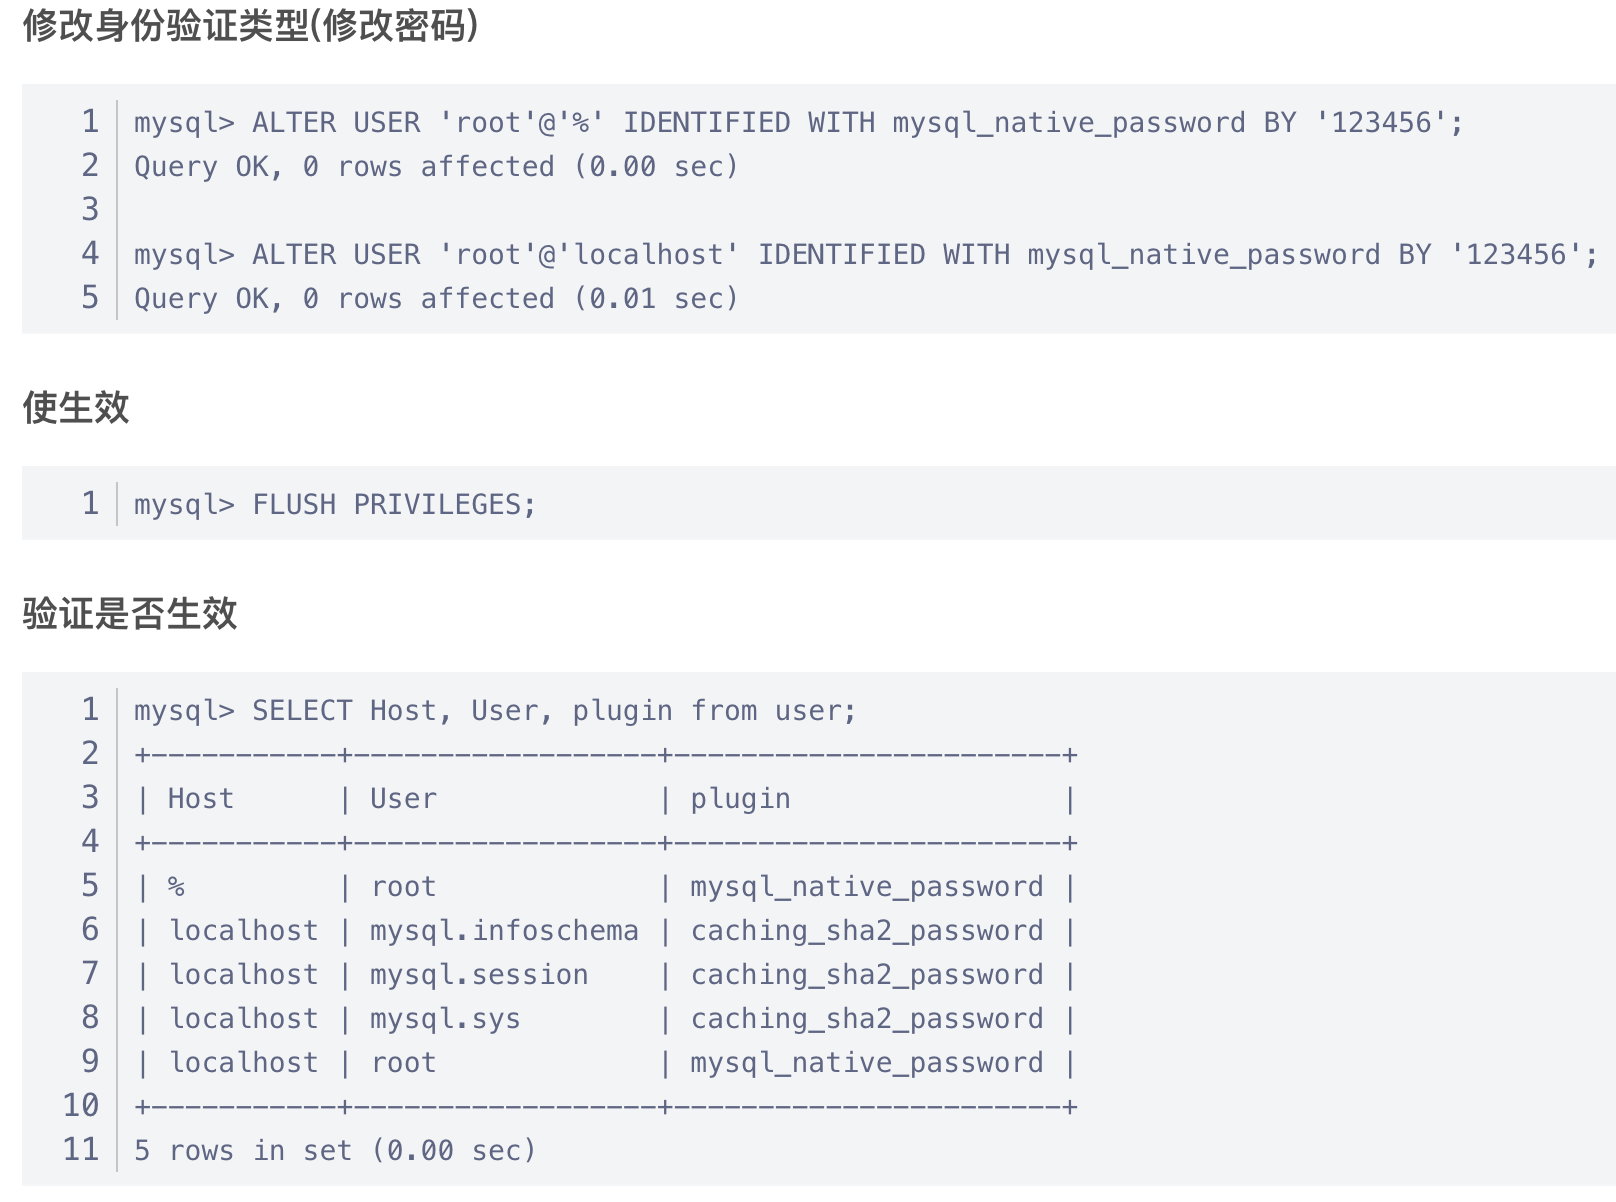 修改身份验证类型(修改密码)
1 mysql> ALTER USER 'root'@'%' IDENTIFIED WITH mysql_native_password BY '123456';
2 Query OK, 0 rows affected (0.00 sec)
3
4 mysql> ALTER USER 'root'@'localhost' IDENTIFIED WITH mysql_native_password BY '123456';
5 Query OK, 0 rows affected (0.01 sec)
使生效
1 mysql> FLUSH PRIVILEGES;
验证是否生效
1 mysql> SELECT Host, User, plugin from user;
2 +-----------+------------------+-----------------------+
3 | Host      | User             | plugin                |
4 +-----------+------------------+-----------------------+
5 | %         | root             | mysql_native_password |
6 | localhost | mysql.infoschema | caching_sha2_password |
7 | localhost | mysql.session    | caching_sha2_password |
8 | localhost | mysql.sys        | caching_sha2_password |
9 | localhost | root             | mysql_native_password |
10 +-----------+------------------+-----------------------+
11 5 rows in set (0.00 sec)